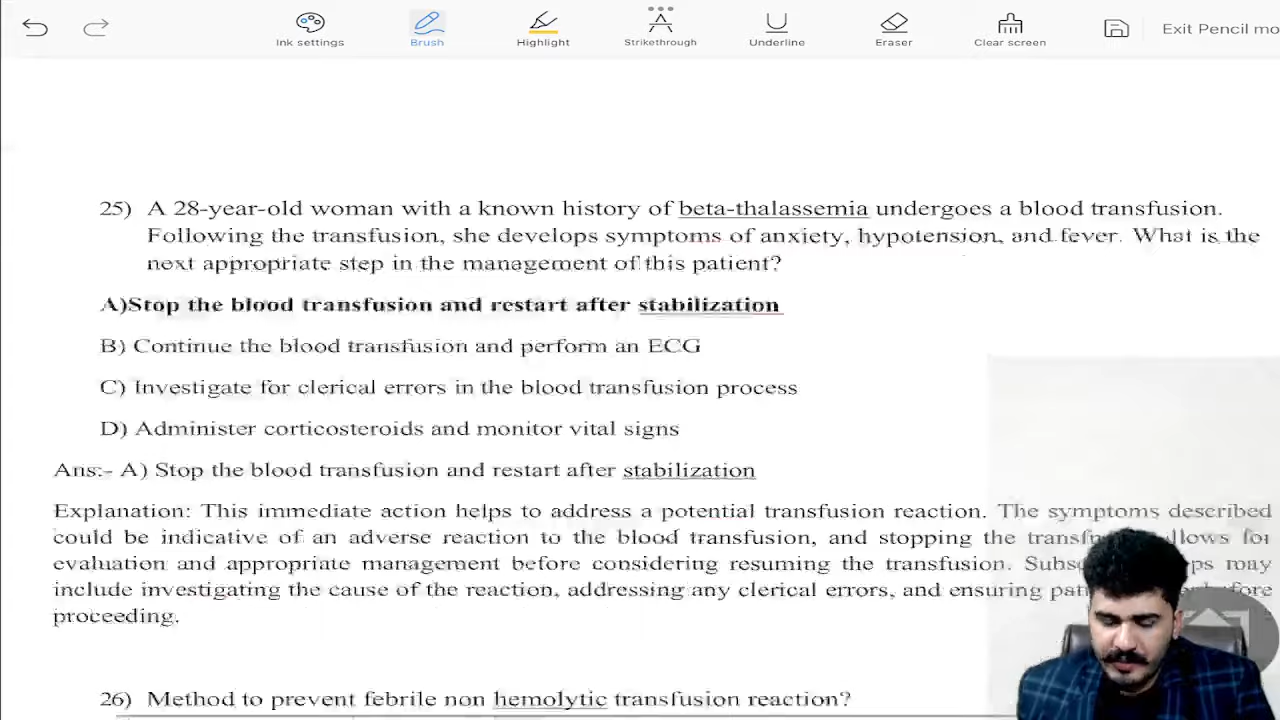 Ink settings
Brush
Highlight
Strikethrough
Underline
Eraser
Clear screen
Exit Pencil mo
25) A 28-year-old woman with a known history of beta-thalassemia undergoes a blood transfusion.
Following the transfusion, she develops symptoms of anxiety, hypotension, and fever. What is the
next appropriate step in the management of this patient?
A)Stop the blood transfusion and restart after stabilization
B) Continue the blood transfusion and perform an ECG
C) Investigate for clerical errors in the blood transfusion process
D) Administer corticosteroids and monitor vital signs
Ans:- A) Stop the blood transfusion and restart after stabilization
Explanation: This immediate action helps to address a potential transfusion reaction. The symptoms described
could be indicative of an adverse reaction to the blood transfusion, and stopping the for
evaluation and appropriate management before considering resuming the transfusion. may
include investigating the cause of the reaction, addressing any clerical errors, and ensuring
proceeding.
26) Method to prevent febrile non hemolytic transfusion reaction?